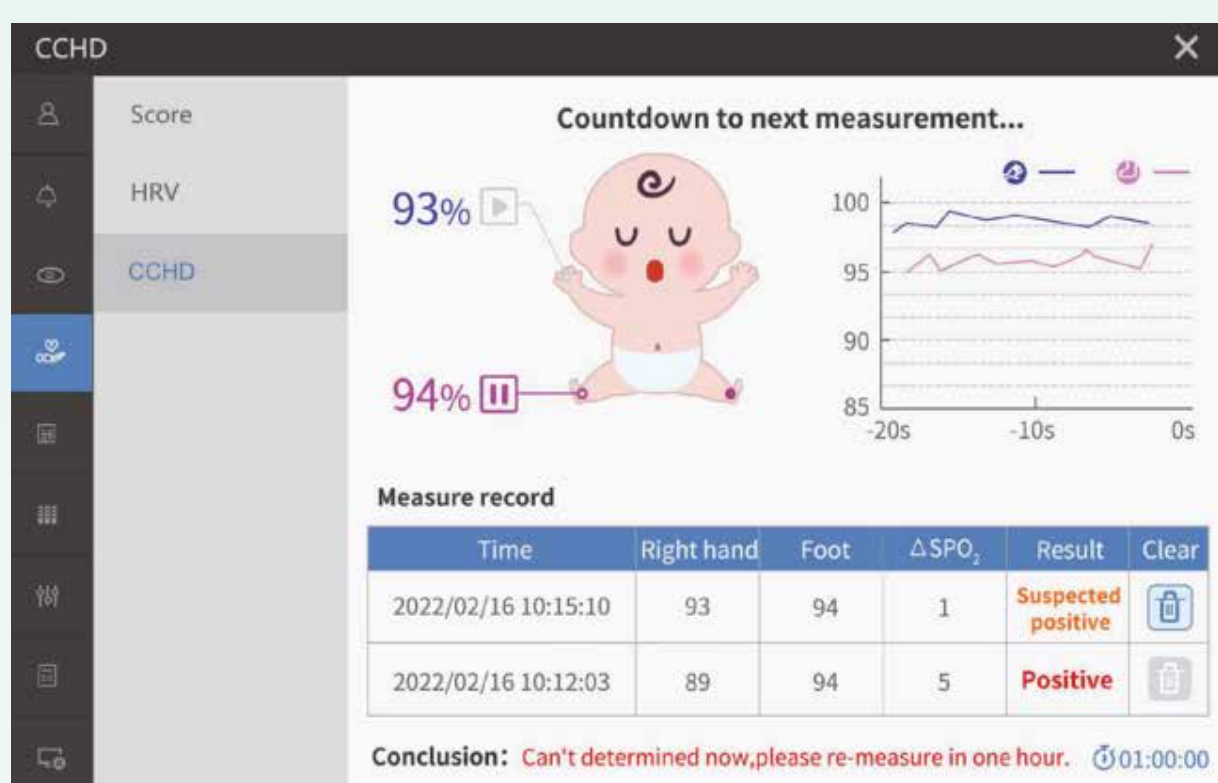 CCHD
Score
HRV
CCHD
Countdown to next measurement...
93%
94%
100
95
90
85
-20s -10s 0s
Measure record
Time Right hand Foot △SPO₂ Result Clear
2022/02/16 10:15:10 93 94 1 Suspected positive
2022/02/16 10:12:03 89 94 5 Positive
Conclusion: Can't determined now,please re-measure in one hour. 01:00:00